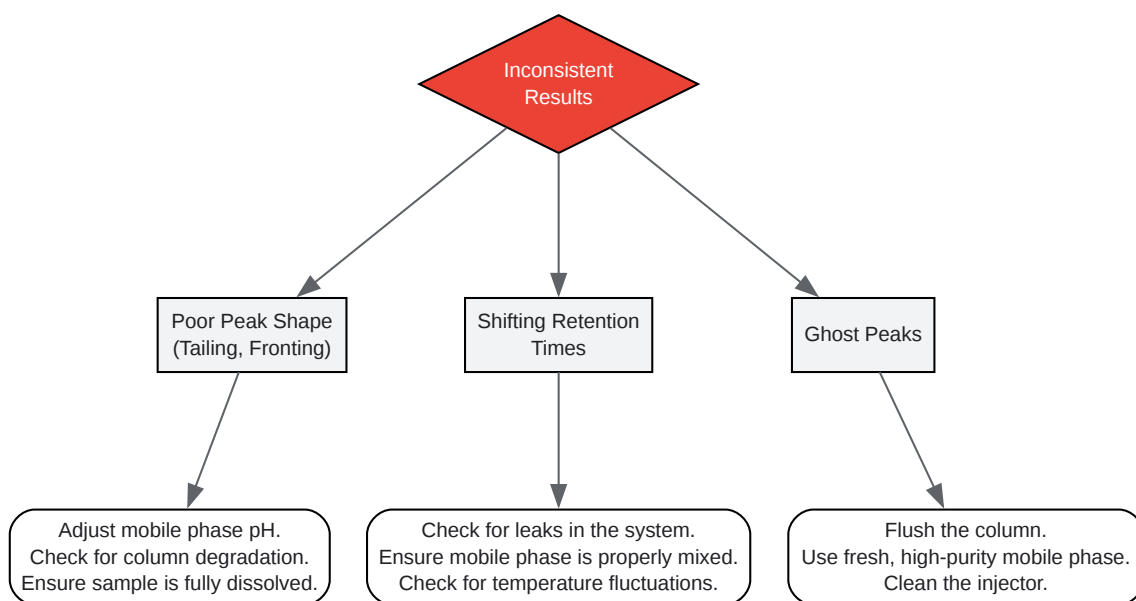 Inconsistent
Results
Poor Peak Shape
(Tailing, Fronting)
Shifting Retention
Times
Ghost Peaks
Adjust mobile phase pH.
Check for column degradation.
Ensure sample is fully dissolved.
Check for leaks in the system.
Ensure mobile phase is properly mixed.
Check for temperature fluctuations.
Flush the column.
Use fresh, high-purity mobile phase.
Clean the injector.